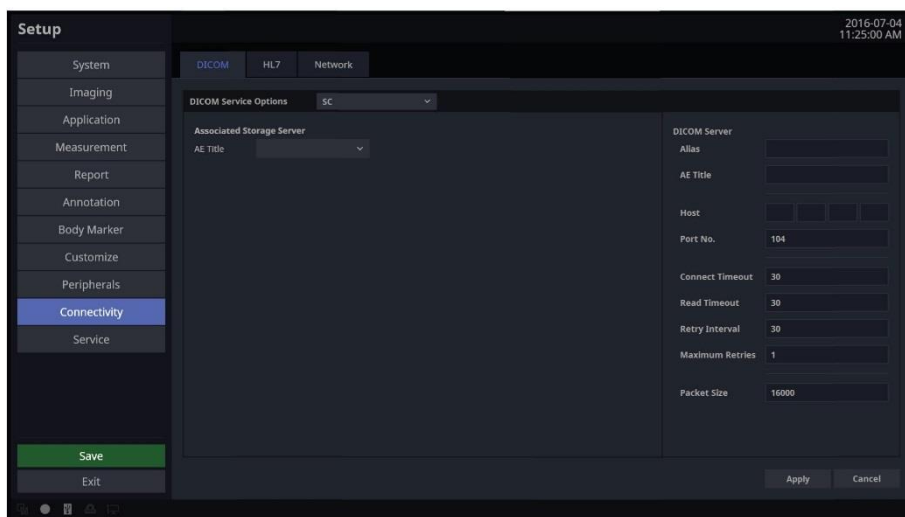 Setup
2016-07-04
11:25:00 AM
System
Imaging
Application
Measurement
Report
Annotation
Body Marker
Customize
Peripherals
Connectivity
Service
Save
Exit
DICOM HL7 Network
DICOM Service Options SC
Associated Storage Server
AE Title
DICOM Server
Alias
AE Title
Host
Port No. 104
Connect Timeout 30
Read Timeout 30
Retry Interval 30
Maximum Retries 1
Packet Size 16000
Apply Cancel